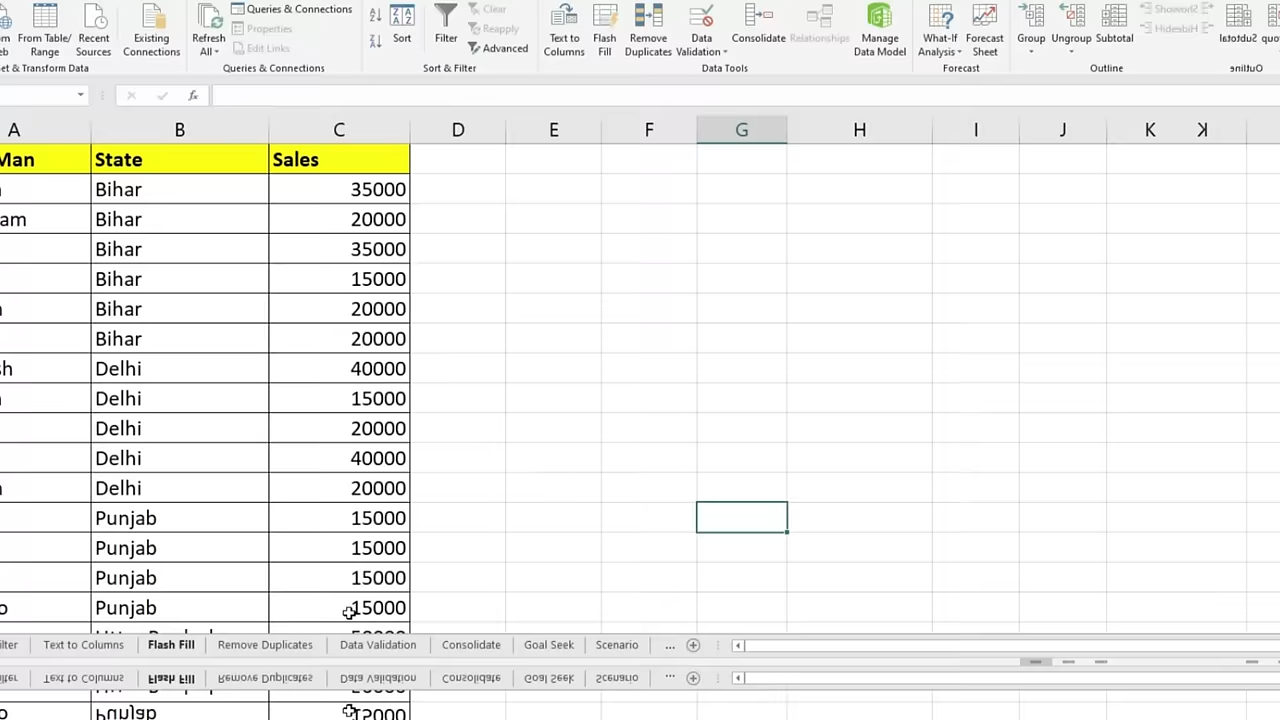 Queries & Connections
Properties
Edit Links
Clear
Reapply
Advanced
From Table/ Range
Recent Sources
Existing Connections
Refresh All
Sort
Filter
Text to Columns
Flash Fill
Remove Duplicates
Data Validation
Consolidate
Relationships
Manage Data Model
What-If Analysis
Forecast Sheet
Group
Ungroup
Subtotal
Queries & Connections
Sort & Filter
Data Tools
Forecast
Outline
fx
A B C D E F G H I J K
Man State Sales
Bihar 35000
am Bihar 20000
Bihar 35000
Bihar 15000
Bihar 20000
Bihar 20000
sh Delhi 40000
Delhi 15000
Delhi 20000
Delhi 40000
Delhi 20000
Punjab 15000
Punjab 15000
Punjab 15000
o Punjab 15000
Text to Columns Flash Fill Remove Duplicates Data Validation Consolidate Goal Seek Scenario ...